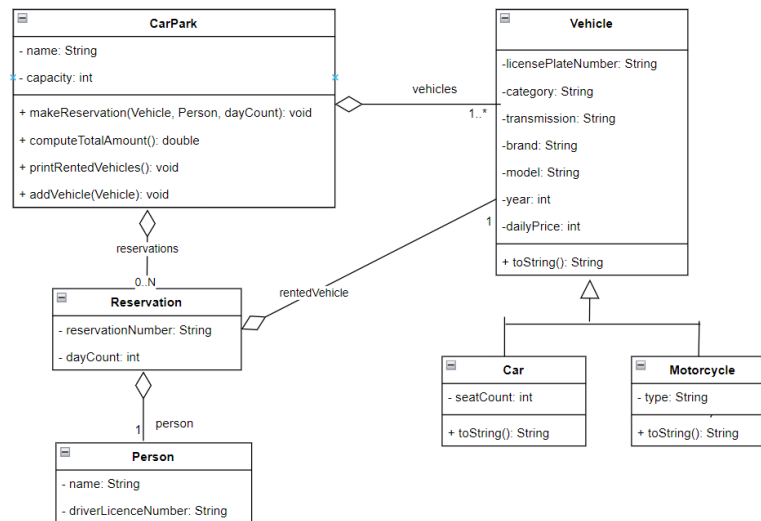 CarPark
- name: String
- capacity: int
+ makeReservation(Vehicle, Person, dayCount): void
+ computeTotalAmount(): double
+ printRentedVehicles(): void
+ addVehicle(Vehicle): void
vehicles
1..*
Vehicle
-licensePlateNumber: String
-category: String
-transmission: String
-brand: String
-model: String
-year: int
-dailyPrice: int
+ toString(): String
reservations
0..N
rentedVehicle
1
Reservation
- reservationNumber: String
- dayCount: int
person
1
Person
- name: String
- driverLicenceNumber: String
Car
- seatCount: int
+ toString(): String
Motorcycle
- type: String
+ toString(): String